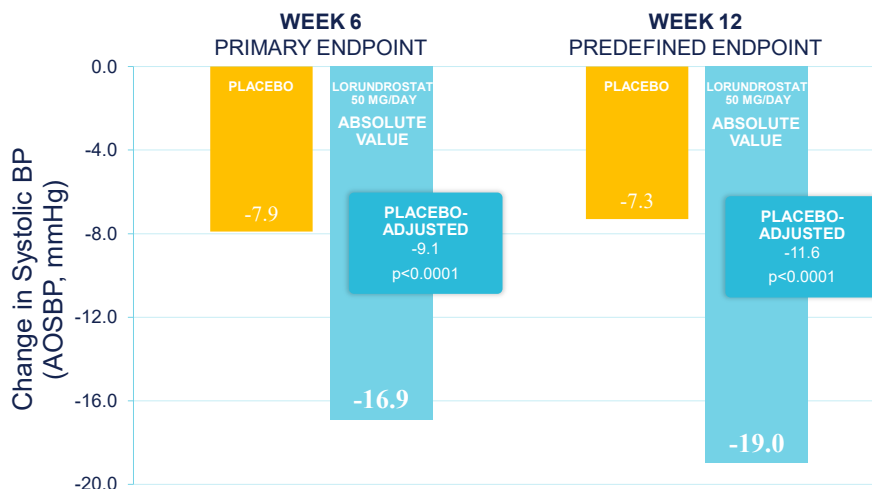 WEEK 6
PRIMARY ENDPOINT
WEEK 12
PREDEFINED ENDPOINT
Change in Systolic BP
(AOSBP, mmHg)
0.0
-4.0
-8.0
-12.0
-16.0
-20.0
PLACEBO
-7.9
LORUNDROSTAT
50 MG/DAY
ABSOLUTE
VALUE
PLACEBO-
ADJUSTED
-9.1
p<0.0001
-16.9
PLACEBO
-7.3
LORUNDROSTAT
50 MG/DAY
ABSOLUTE
VALUE
PLACEBO-
ADJUSTED
-11.6
p<0.0001
-19.0